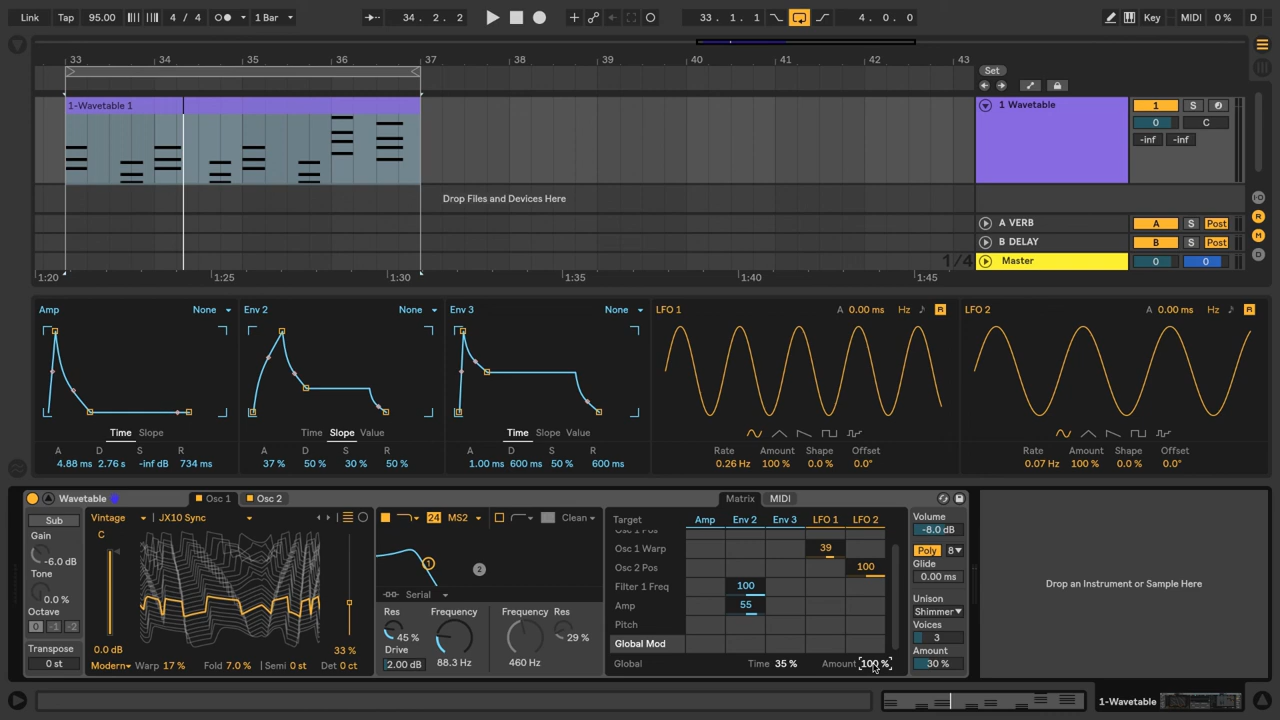 Link 95.00 4 / 4 1 Bar 34. 2. 2 33. 1. 1 4. 0. 0 Key MIDI 0 % D
33 34 35 36 37 38 39 40 41 42 43
Set
1-Wavetable 1
1 Wavetable 1 S
0 C
-inf -inf
Drop Files and Devices Here
A VERB A S Post
B DELAY B S Post
1/4 Master 0 0
1:20 1:25 1:30 1:35 1:40 1:45
I·O
R
M
D
Amp None Env 2 None Env 3 None LFO 1 A 0.00 ms Hz R LFO 2 A 0.00 ms Hz R
Time Slope Time Slope Value Time Slope Value
A D S R A D S R A D S R Rate Amount Shape Offset Rate Amount Shape Offset
4.88 ms 2.76 s -inf dB 734 ms 37 % 50 % 30 % 50 % 1.00 ms 600 ms 50 % 600 ms 0.26 Hz 100 % 0.0 % 0.0° 0.07 Hz 100 % 0.0 % 0.0°
Wavetable Osc 1 Osc 2 Matrix MIDI
Sub Vintage JX10 Sync 24 MS2 Clean Target Amp Env 2 Env 3 LFO 1 LFO 2 Volume
Gain C Osc 1 Pos -8.0 dB
-6.0 dB Osc 1 Warp 39 Poly 8
Tone 1 2 Osc 2 Pos 100 Glide
0.0 % Serial Filter 1 Freq 100 0.00 ms
Octave Res Frequency Frequency Res Amp 55 Unison
0 -1 -2 45 % 29 % Pitch Shimmer
Transpose 0.0 dB 33 % Drive Global Mod Voices
0 st Modern Warp 17 % Fold 7.0 % Semi 0 st Det 0 ct 2.00 dB 88.3 Hz 460 Hz Global Time 35 % Amount 100 % 3
Amount
30 %
Drop an Instrument or Sample Here
1-Wavetable